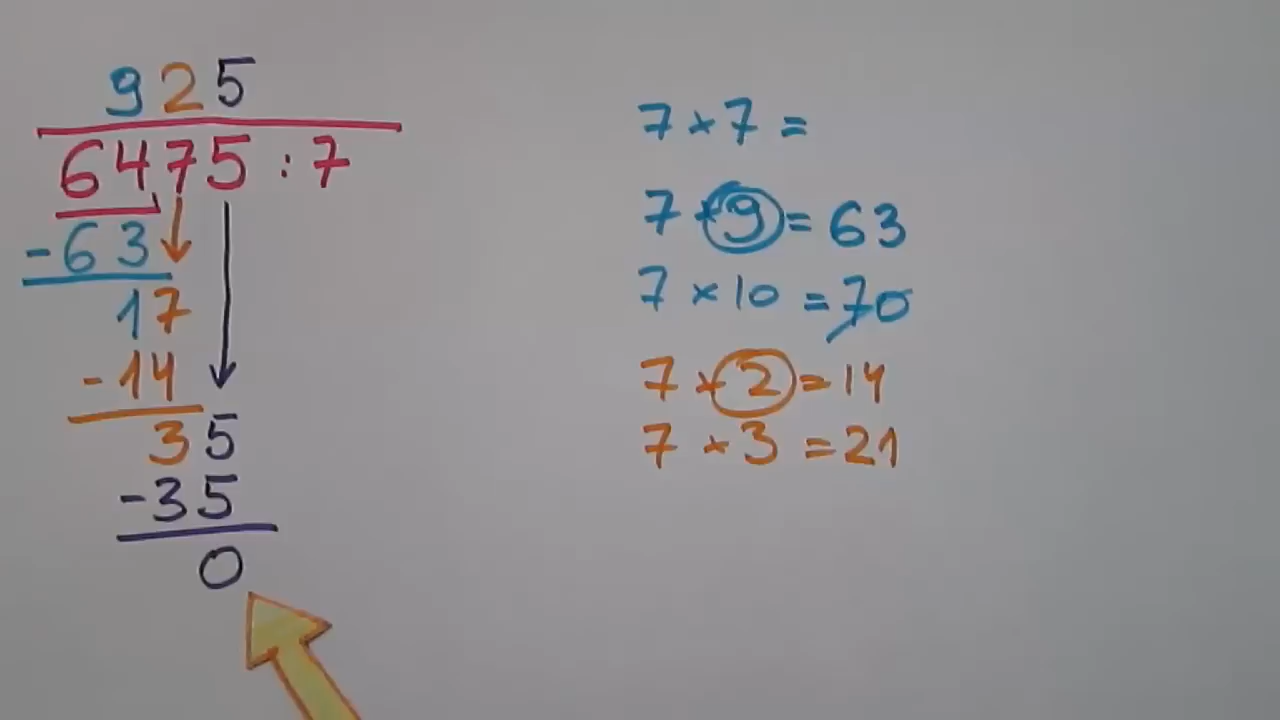 925
6475 : 7
-63
17
-14
35
-35
0
7 × 7 =
7 × 9 = 63
7 × 10 = 70
7 × 2 = 14
7 × 3 = 21